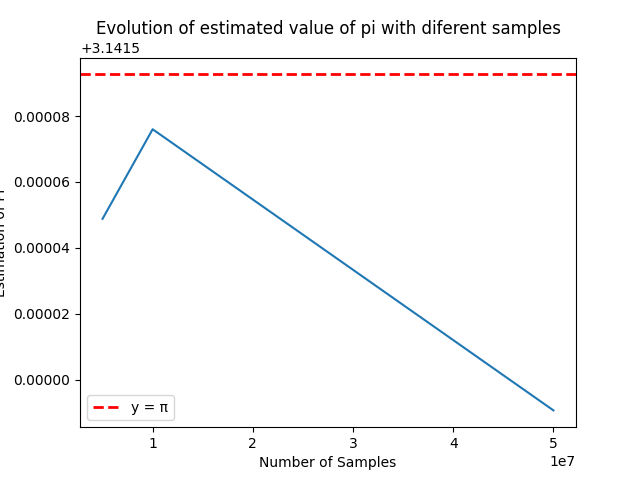 Evolution of estimated value of pi with diferent samples
+3.1415
0.00008
0.00006
0.00004
0.00002
0.00000
y = π
1
2
3
4
5
1e7
Number of Samples